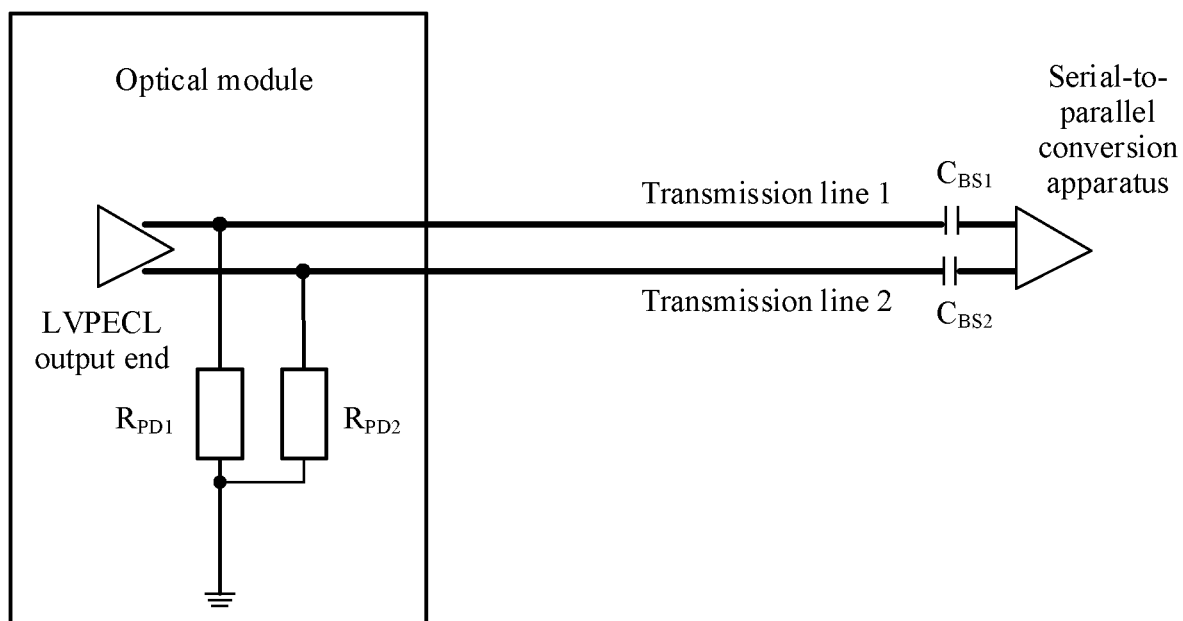 Optical module
Serial-to-
parallel
conversion
apparatus
C_BS1
Transmission line 1
Transmission line 2
C_BS2
LVPECL
output end
R_PD1
R_PD2